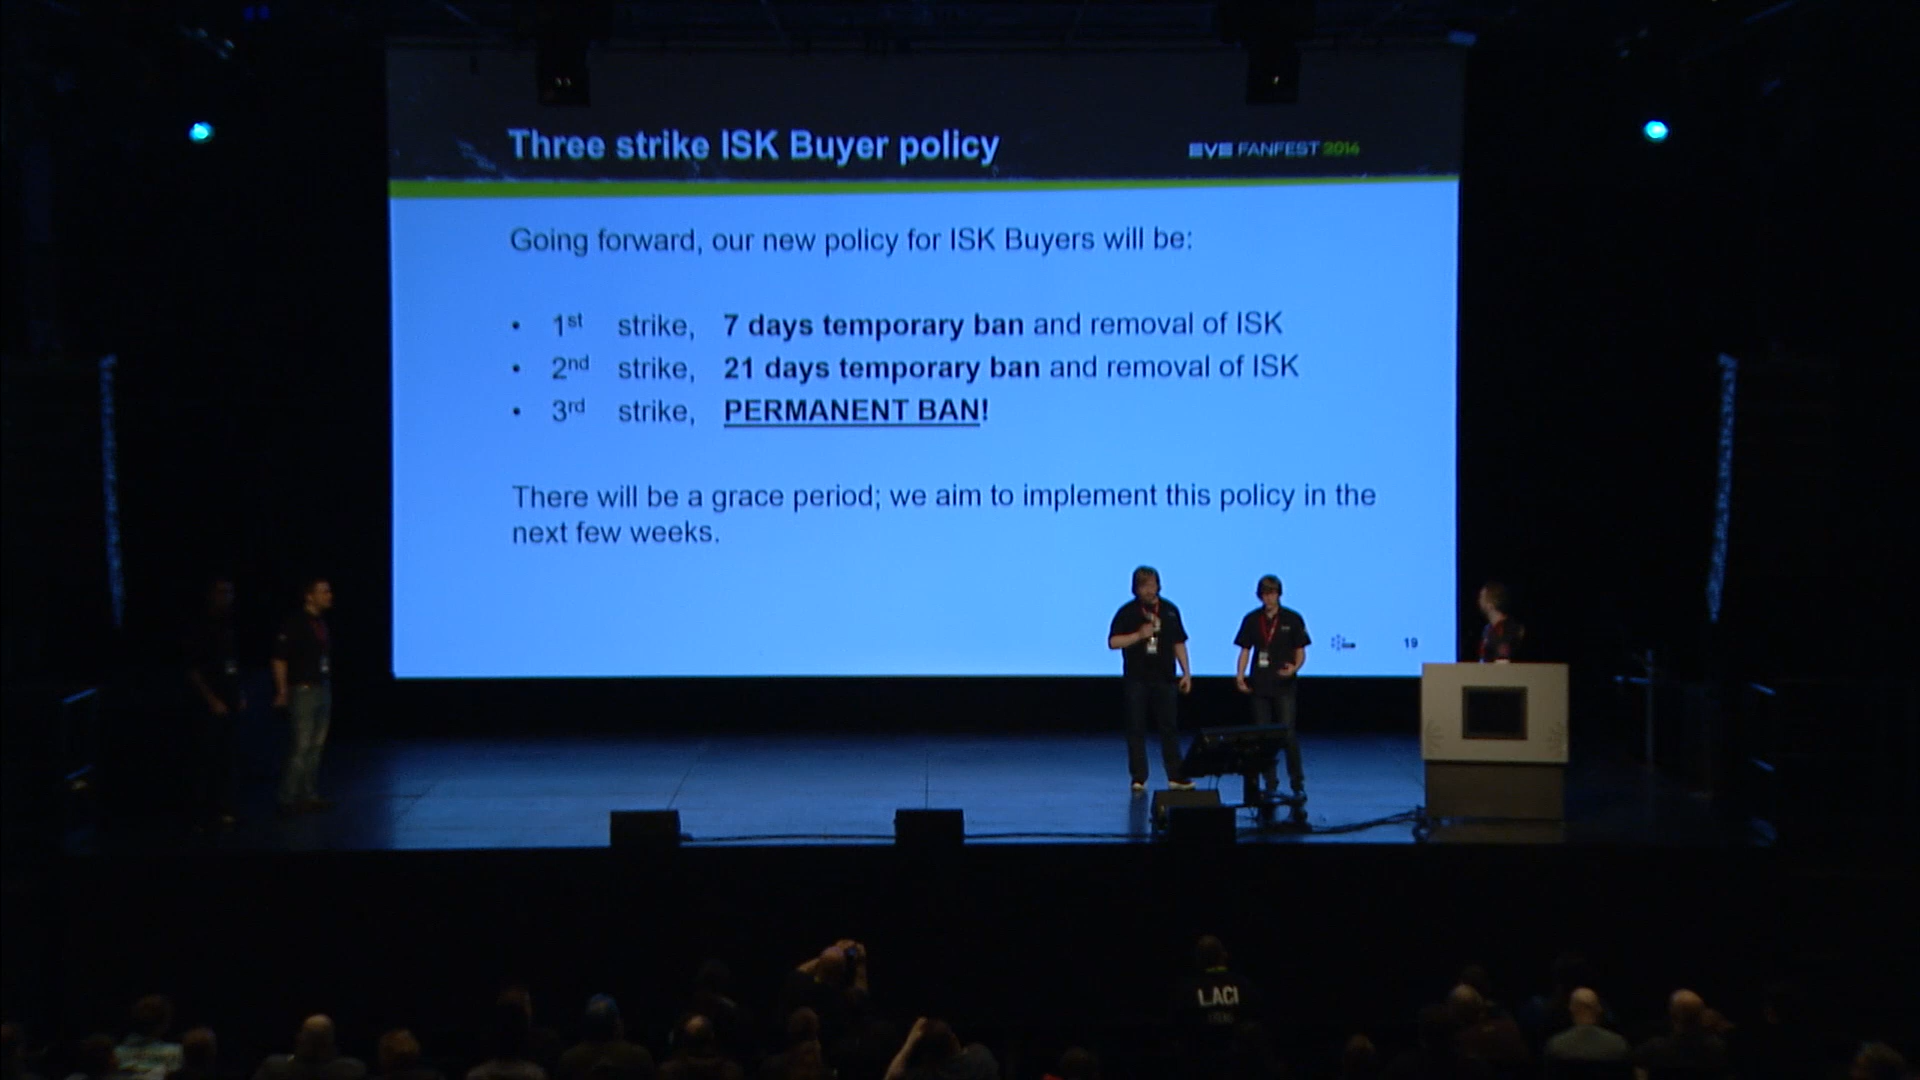 Three strike ISK Buyer policy
EVE FANFEST 2014
Going forward, our new policy for ISK Buyers will be:
• 1st strike, 7 days temporary ban and removal of ISK
• 2nd strike, 21 days temporary ban and removal of ISK
• 3rd strike, PERMANENT BAN!
There will be a grace period; we aim to implement this policy in the
next few weeks.
19